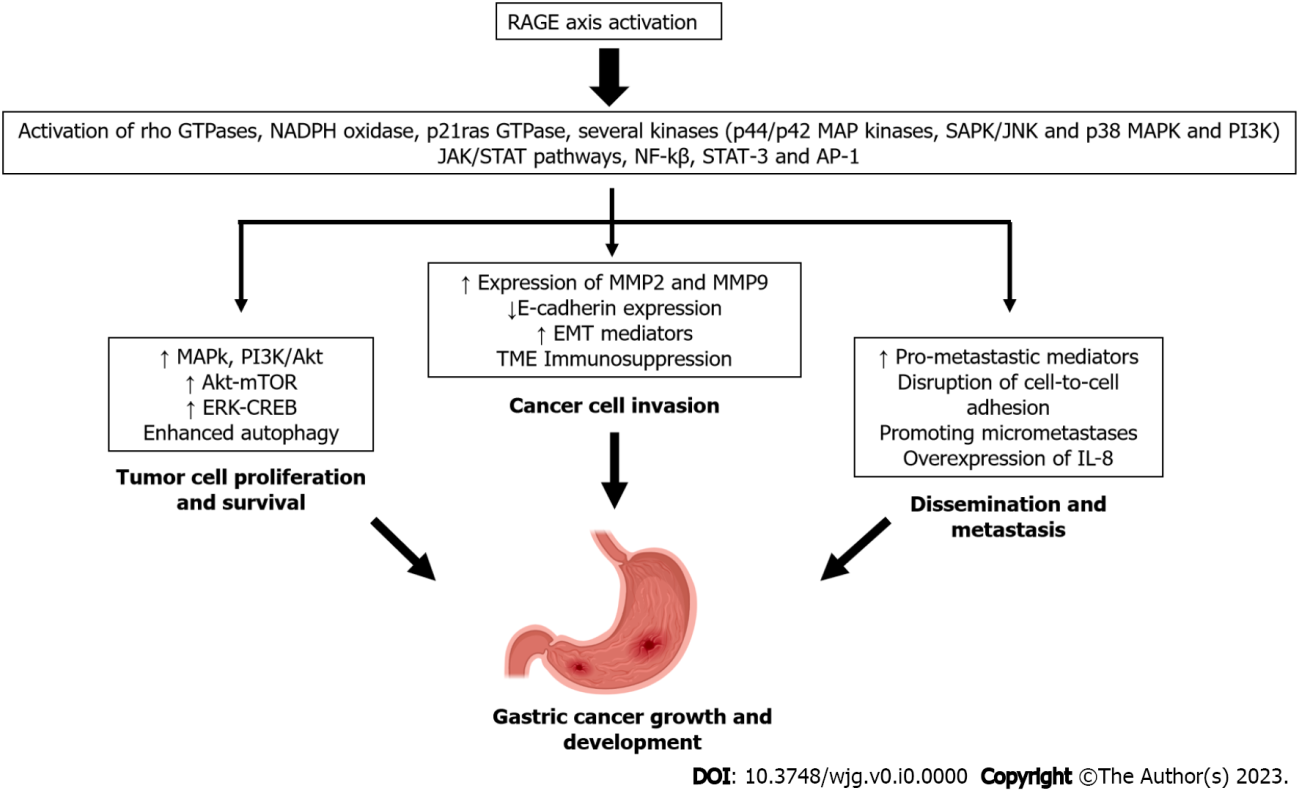 RAGE axis activation
Activation of rho GTPases, NADPH oxidase, p21ras GTPase, several kinases (p44/p42 MAP kinases, SAPK/JNK and p38 MAPK and PI3K)
JAK/STAT pathways, NF-kβ, STAT-3 and AP-1
↑ MAPk, PI3K/Akt
↑ Akt-mTOR
↑ ERK-CREB
Enhanced autophagy
Tumor cell proliferation
and survival
↑ Expression of MMP2 and MMP9
↓E-cadherin expression
↑ EMT mediators
TME Immunosuppression
Cancer cell invasion
↑ Pro-metastastic mediators
Disruption of cell-to-cell
adhesion
Promoting micrometastases
Overexpression of IL-8
Dissemination and
metastasis
Gastric cancer growth and
development
DOI: 10.3748/wjg.v0.i0.0000 Copyright ©The Author(s) 2023.